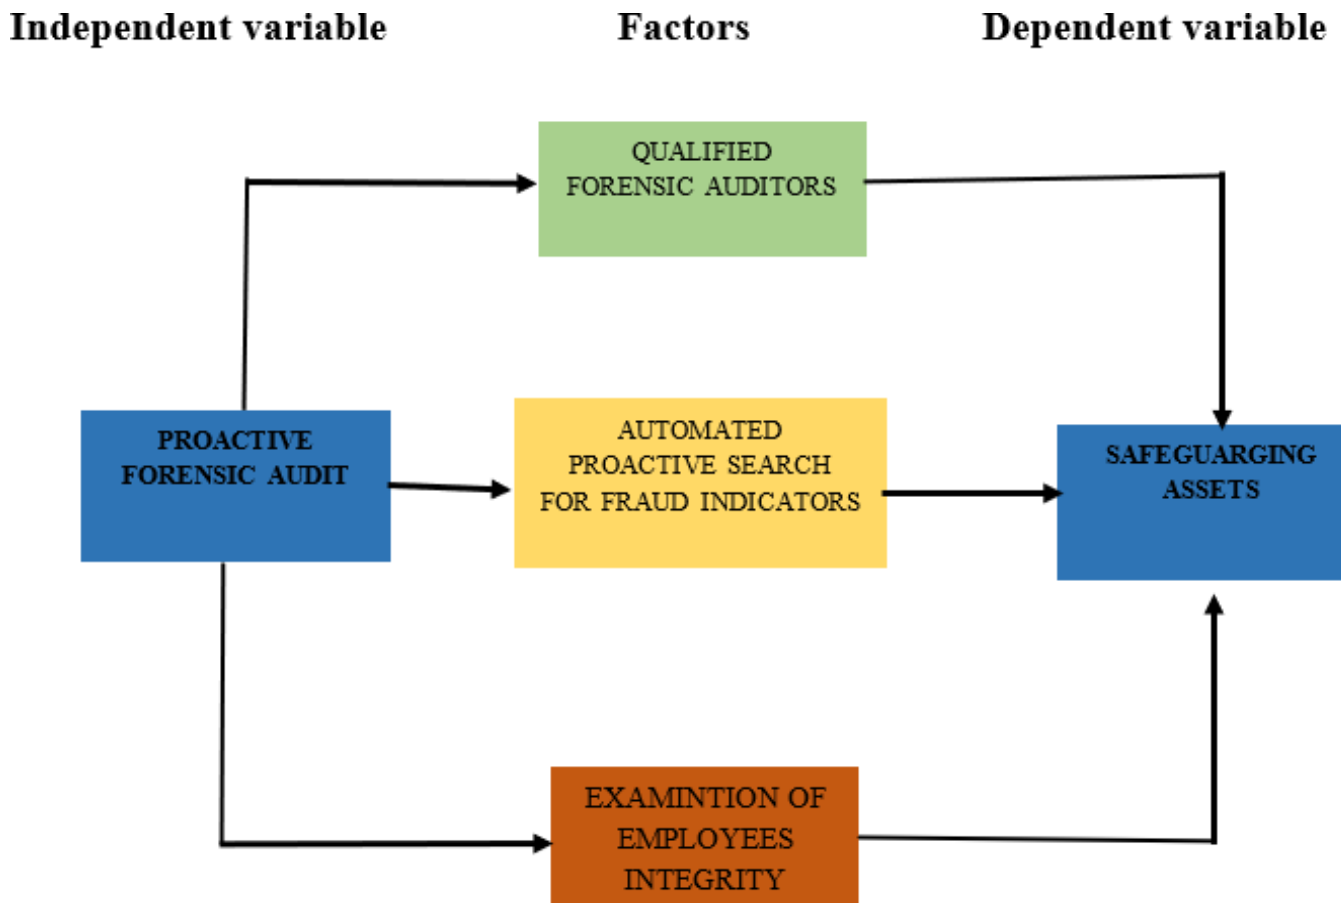 Independent variable
Factors
Dependent variable
QUALIFIED
FORENSIC AUDITORS
PROACTIVE
FORENSIC AUDIT
AUTOMATED
PROACTIVE SEARCH
FOR FRAUD INDICATORS
SAFEGUARGING
ASSETS
EXAMINTION OF
EMPLOYEES
INTEGRITY